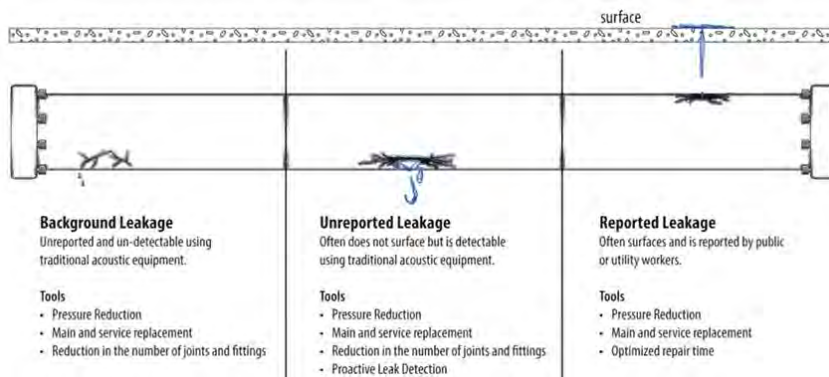 surface
Background Leakage
Unreported and un-detectable using
traditional acoustic equipment.
Tools
• Pressure Reduction
• Main and service replacement
• Reduction in the number of joints and fittings
Unreported Leakage
Often does not surface but is detectable
using traditional acoustic equipment.
Tools
• Pressure Reduction
• Main and service replacement
• Reduction in the number of joints and fittings
• Proactive Leak Detection
Reported Leakage
Often surfaces and is reported by public
or utility workers.
Tools
• Pressure Reduction
• Main and service replacement
• Optimized repair time